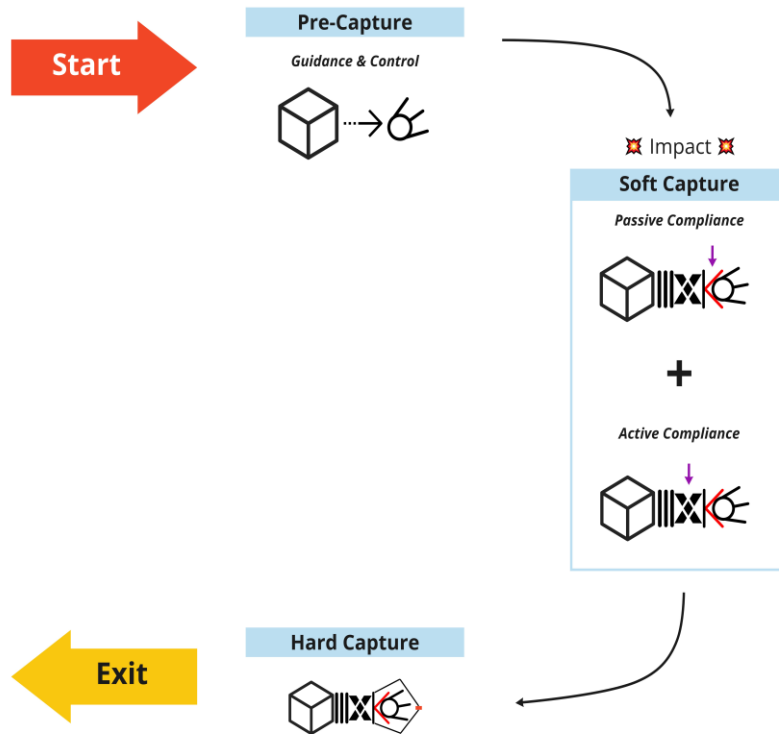 Start
Pre-Capture
Guidance & Control
Impact
Soft Capture
Passive Compliance
+
Active Compliance
Hard Capture
Exit